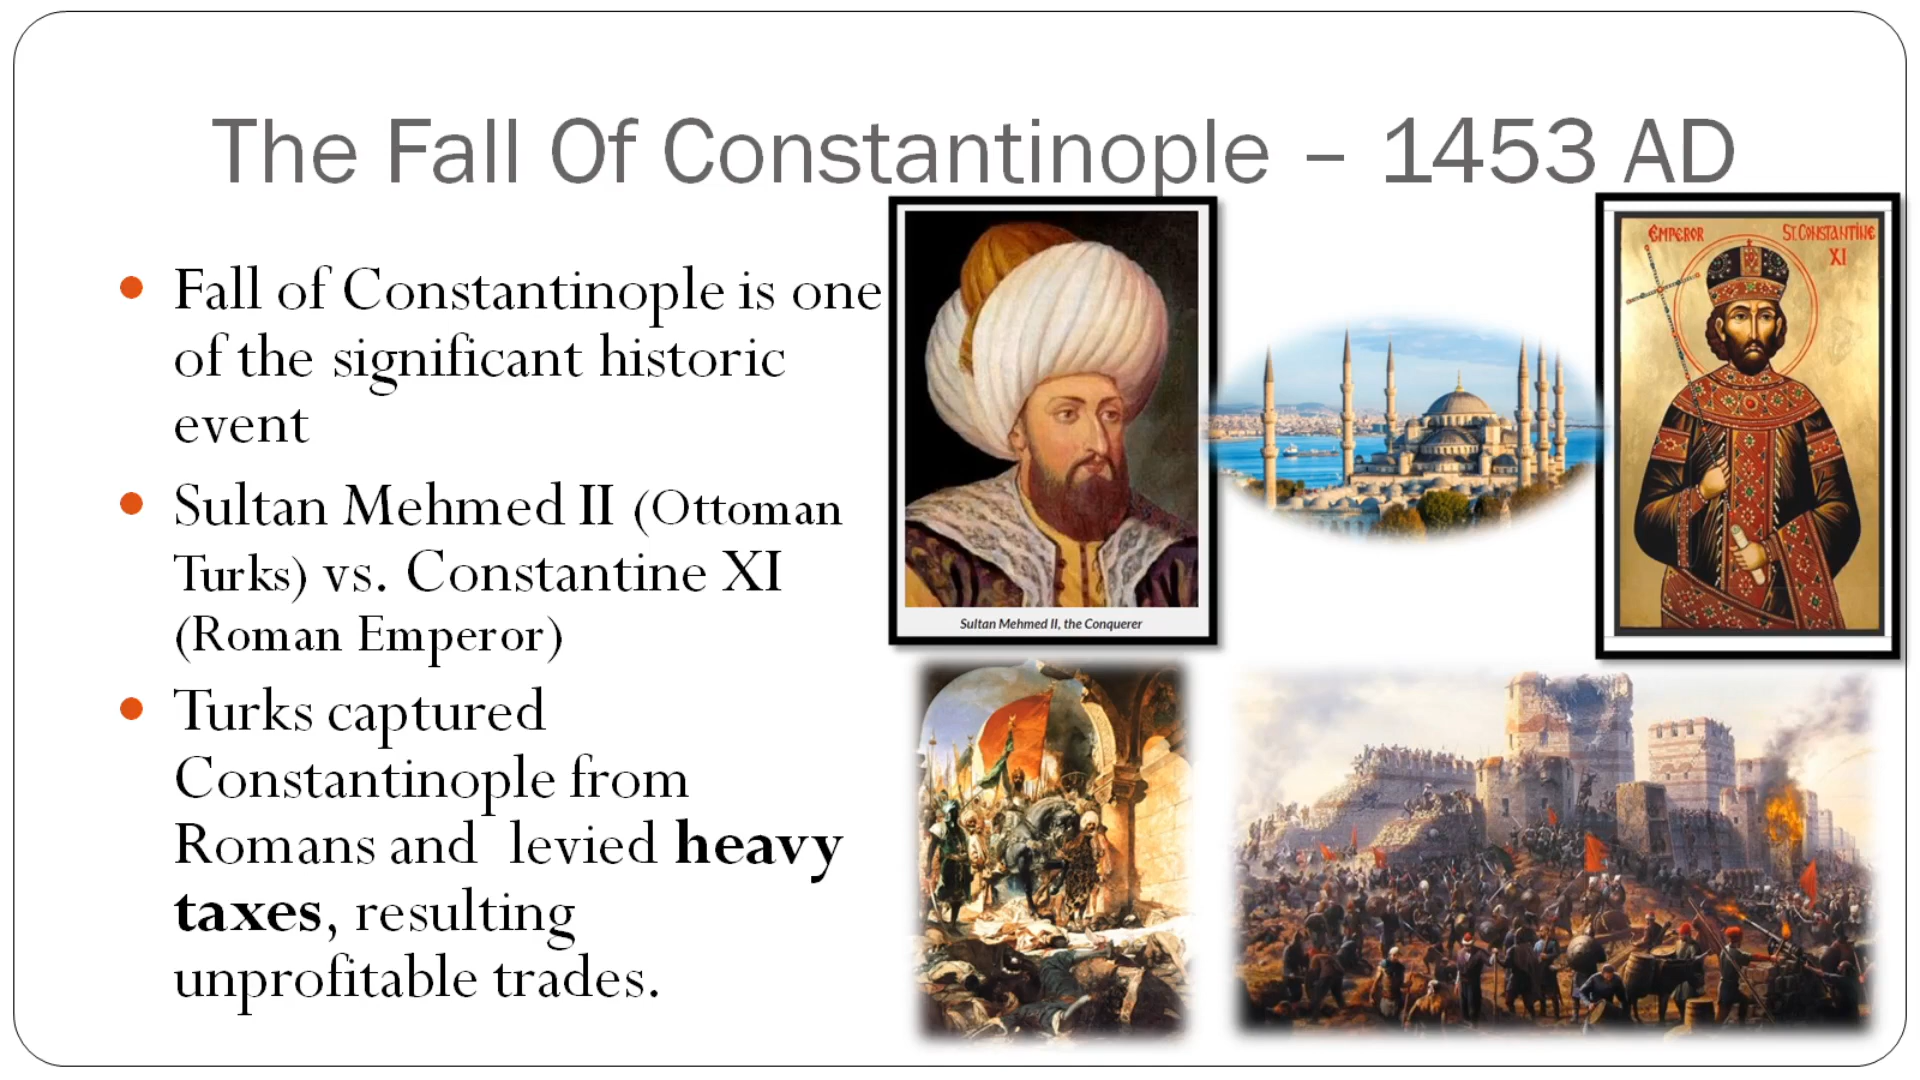 The Fall Of Constantinople – 1453 AD
• Fall of Constantinople is one
of the significant historic
event
• Sultan Mehmed II (Ottoman
Turks) vs. Constantine XI
(Roman Emperor)
• Turks captured
Constantinople from
Romans and  levied heavy
taxes, resulting
unprofitable trades.
Sultan Mehmed II, the Conquerer
EMPEROR St. CONSTANTINE
XI